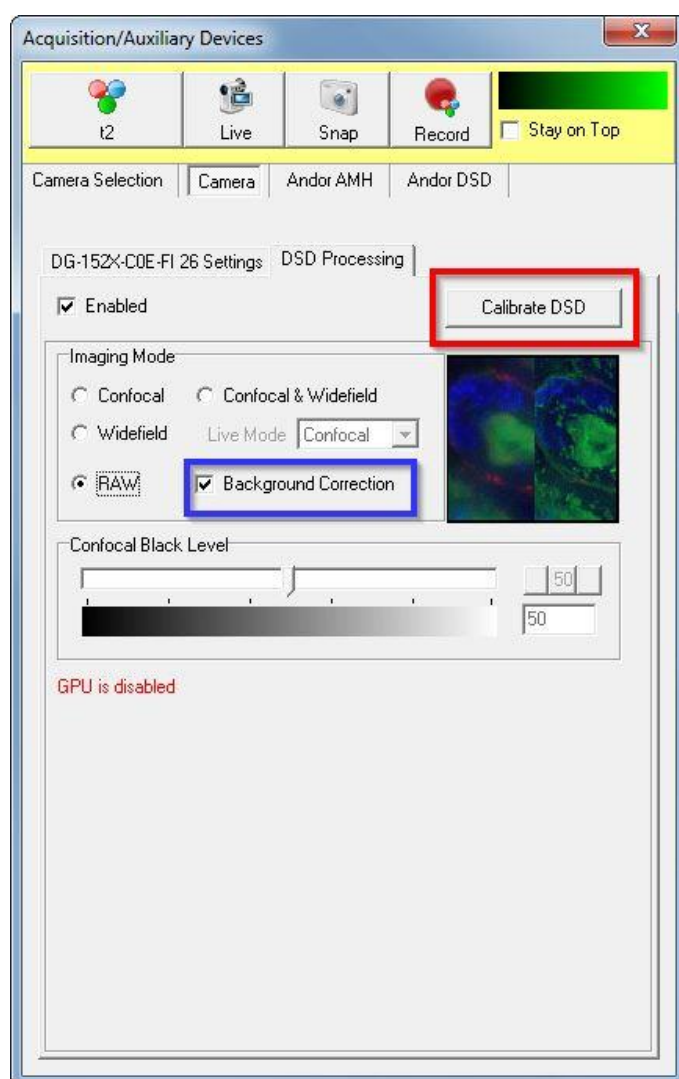 Acquisition/Auxiliary Devices
t2 Live Snap Record Stay on Top
Camera Selection Camera Andor AMH Andor DSD
DG-152X-C0E-FI 26 Settings DSD Processing
Enabled Calibrate DSD
Imaging Mode
Confocal Confocal & Widefield
Widefield Live Mode Confocal
RAW Background Correction
Confocal Black Level
50
50
GPU is disabled